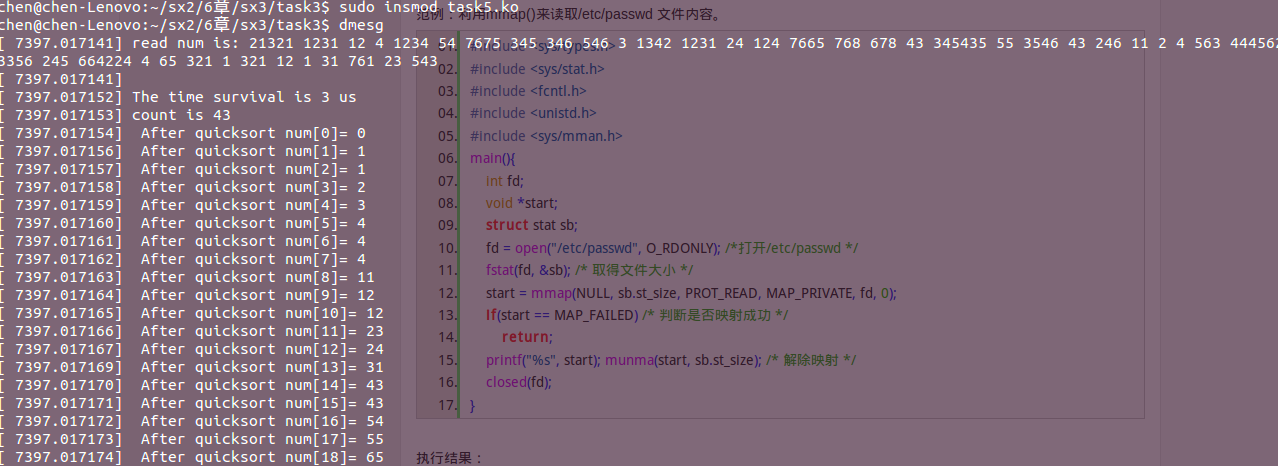 chen@chen-Lenovo:~/sx2/6章/sx3/task3$ sudo insmod task5.ko
chen@chen-Lenovo:~/sx2/6章/sx3/task3$ dmesg
[ 7397.017141] read num is: 21321 1231 12 4 1234 54 7675 345 346 546 3 1342 1231 24 124 7665 768 678 43 345435 55 3546 43 246 11 2 4 563 444562
3356 245 664224 4 65 321 1 321 12 1 31 761 23 543
[ 7397.017141]
[ 7397.017152] The time survival is 3 us
[ 7397.017153] count is 43
[ 7397.017154]  After quicksort num[0]= 0
[ 7397.017156]  After quicksort num[1]= 1
[ 7397.017157]  After quicksort num[2]= 1
[ 7397.017158]  After quicksort num[3]= 2
[ 7397.017159]  After quicksort num[4]= 3
[ 7397.017160]  After quicksort num[5]= 4
[ 7397.017161]  After quicksort num[6]= 4
[ 7397.017162]  After quicksort num[7]= 4
[ 7397.017163]  After quicksort num[8]= 11
[ 7397.017164]  After quicksort num[9]= 12
[ 7397.017165]  After quicksort num[10]= 12
[ 7397.017166]  After quicksort num[11]= 23
[ 7397.017167]  After quicksort num[12]= 24
[ 7397.017169]  After quicksort num[13]= 31
[ 7397.017170]  After quicksort num[14]= 43
[ 7397.017171]  After quicksort num[15]= 43
[ 7397.017172]  After quicksort num[16]= 54
[ 7397.017173]  After quicksort num[17]= 55
[ 7397.017174]  After quicksort num[18]= 65
范例：利用mmap()来读取/etc/passwd 文件内容。
01. #include <sys/types.h>
02. #include <sys/stat.h>
03. #include <fcntl.h>
04. #include <unistd.h>
05. #include <sys/mman.h>
06. main(){
07. int fd;
08. void *start;
09. struct stat sb;
10. fd = open("/etc/passwd", O_RDONLY); /*打开/etc/passwd */
11. fstat(fd, &sb); /* 取得文件大小 */
12. start = mmap(NULL, sb.st_size, PROT_READ, MAP_PRIVATE, fd, 0);
13. if(start == MAP_FAILED) /* 判断是否映射成功 */
14. return;
15. printf("%s", start); munma(start, sb.st_size); /* 解除映射 */
16. closed(fd);
17. }
执行结果：